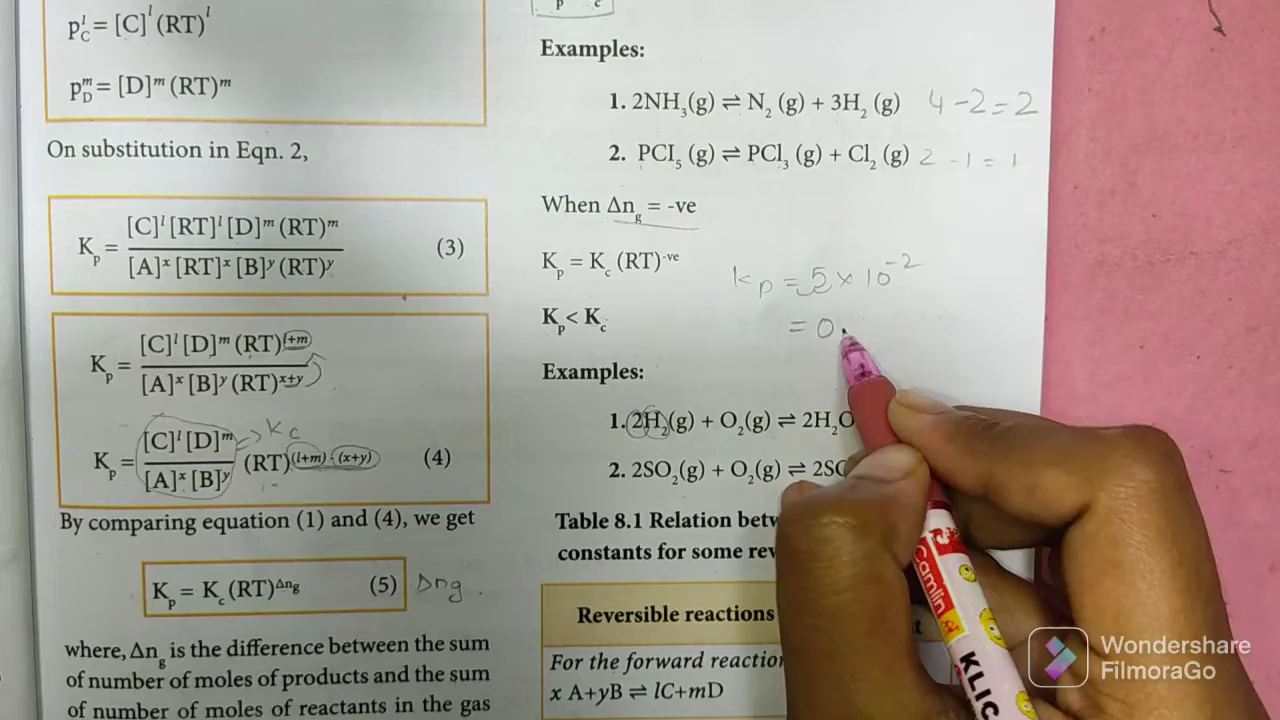 p_C^l = [C]^l (RT)^l
p_D^m = [D]^m (RT)^m
On substitution in Eqn. 2,
K_p = [C]^l [RT]^l [D]^m (RT)^m / [A]^x [RT]^x [B]^y (RT)^y (3)
K_p = [C]^l [D]^m (RT)^(l+m) / [A]^x [B]^y (RT)^(x+y)
K_p = [C]^l [D]^m / [A]^x [B]^y (RT)^((l+m) - (x+y)) (4)
Kc
By comparing equation (1) and (4), we get
K_p = K_c (RT)^Δn_g (5) Δng.
where, Δn_g is the difference between the sum
of number of moles of products and the sum
of number of moles of reactants in the gas
p c
Examples:
1. 2NH₃(g) ⇌ N₂ (g) + 3H₂ (g) 4 - 2 = 2
2. PCI₅ (g) ⇌ PCl₃ (g) + Cl₂ (g) 2 - 1 = 1
When Δn_g = -ve
K_p = K_c (RT)^-ve
Kp = 5 × 10^-2
K_p < K_c
= 0.
Examples:
1. 2H₂(g) + O₂(g) ⇌ 2H₂O
2. 2SO₂(g) + O₂(g) ⇌ 2SO
Table 8.1 Relation betw
constants for some rev
Reversible reactions
For the forward reaction
x A+yB ⇌ lC+mD
Camlin
KLIC
Wondershare
FilmoraGo